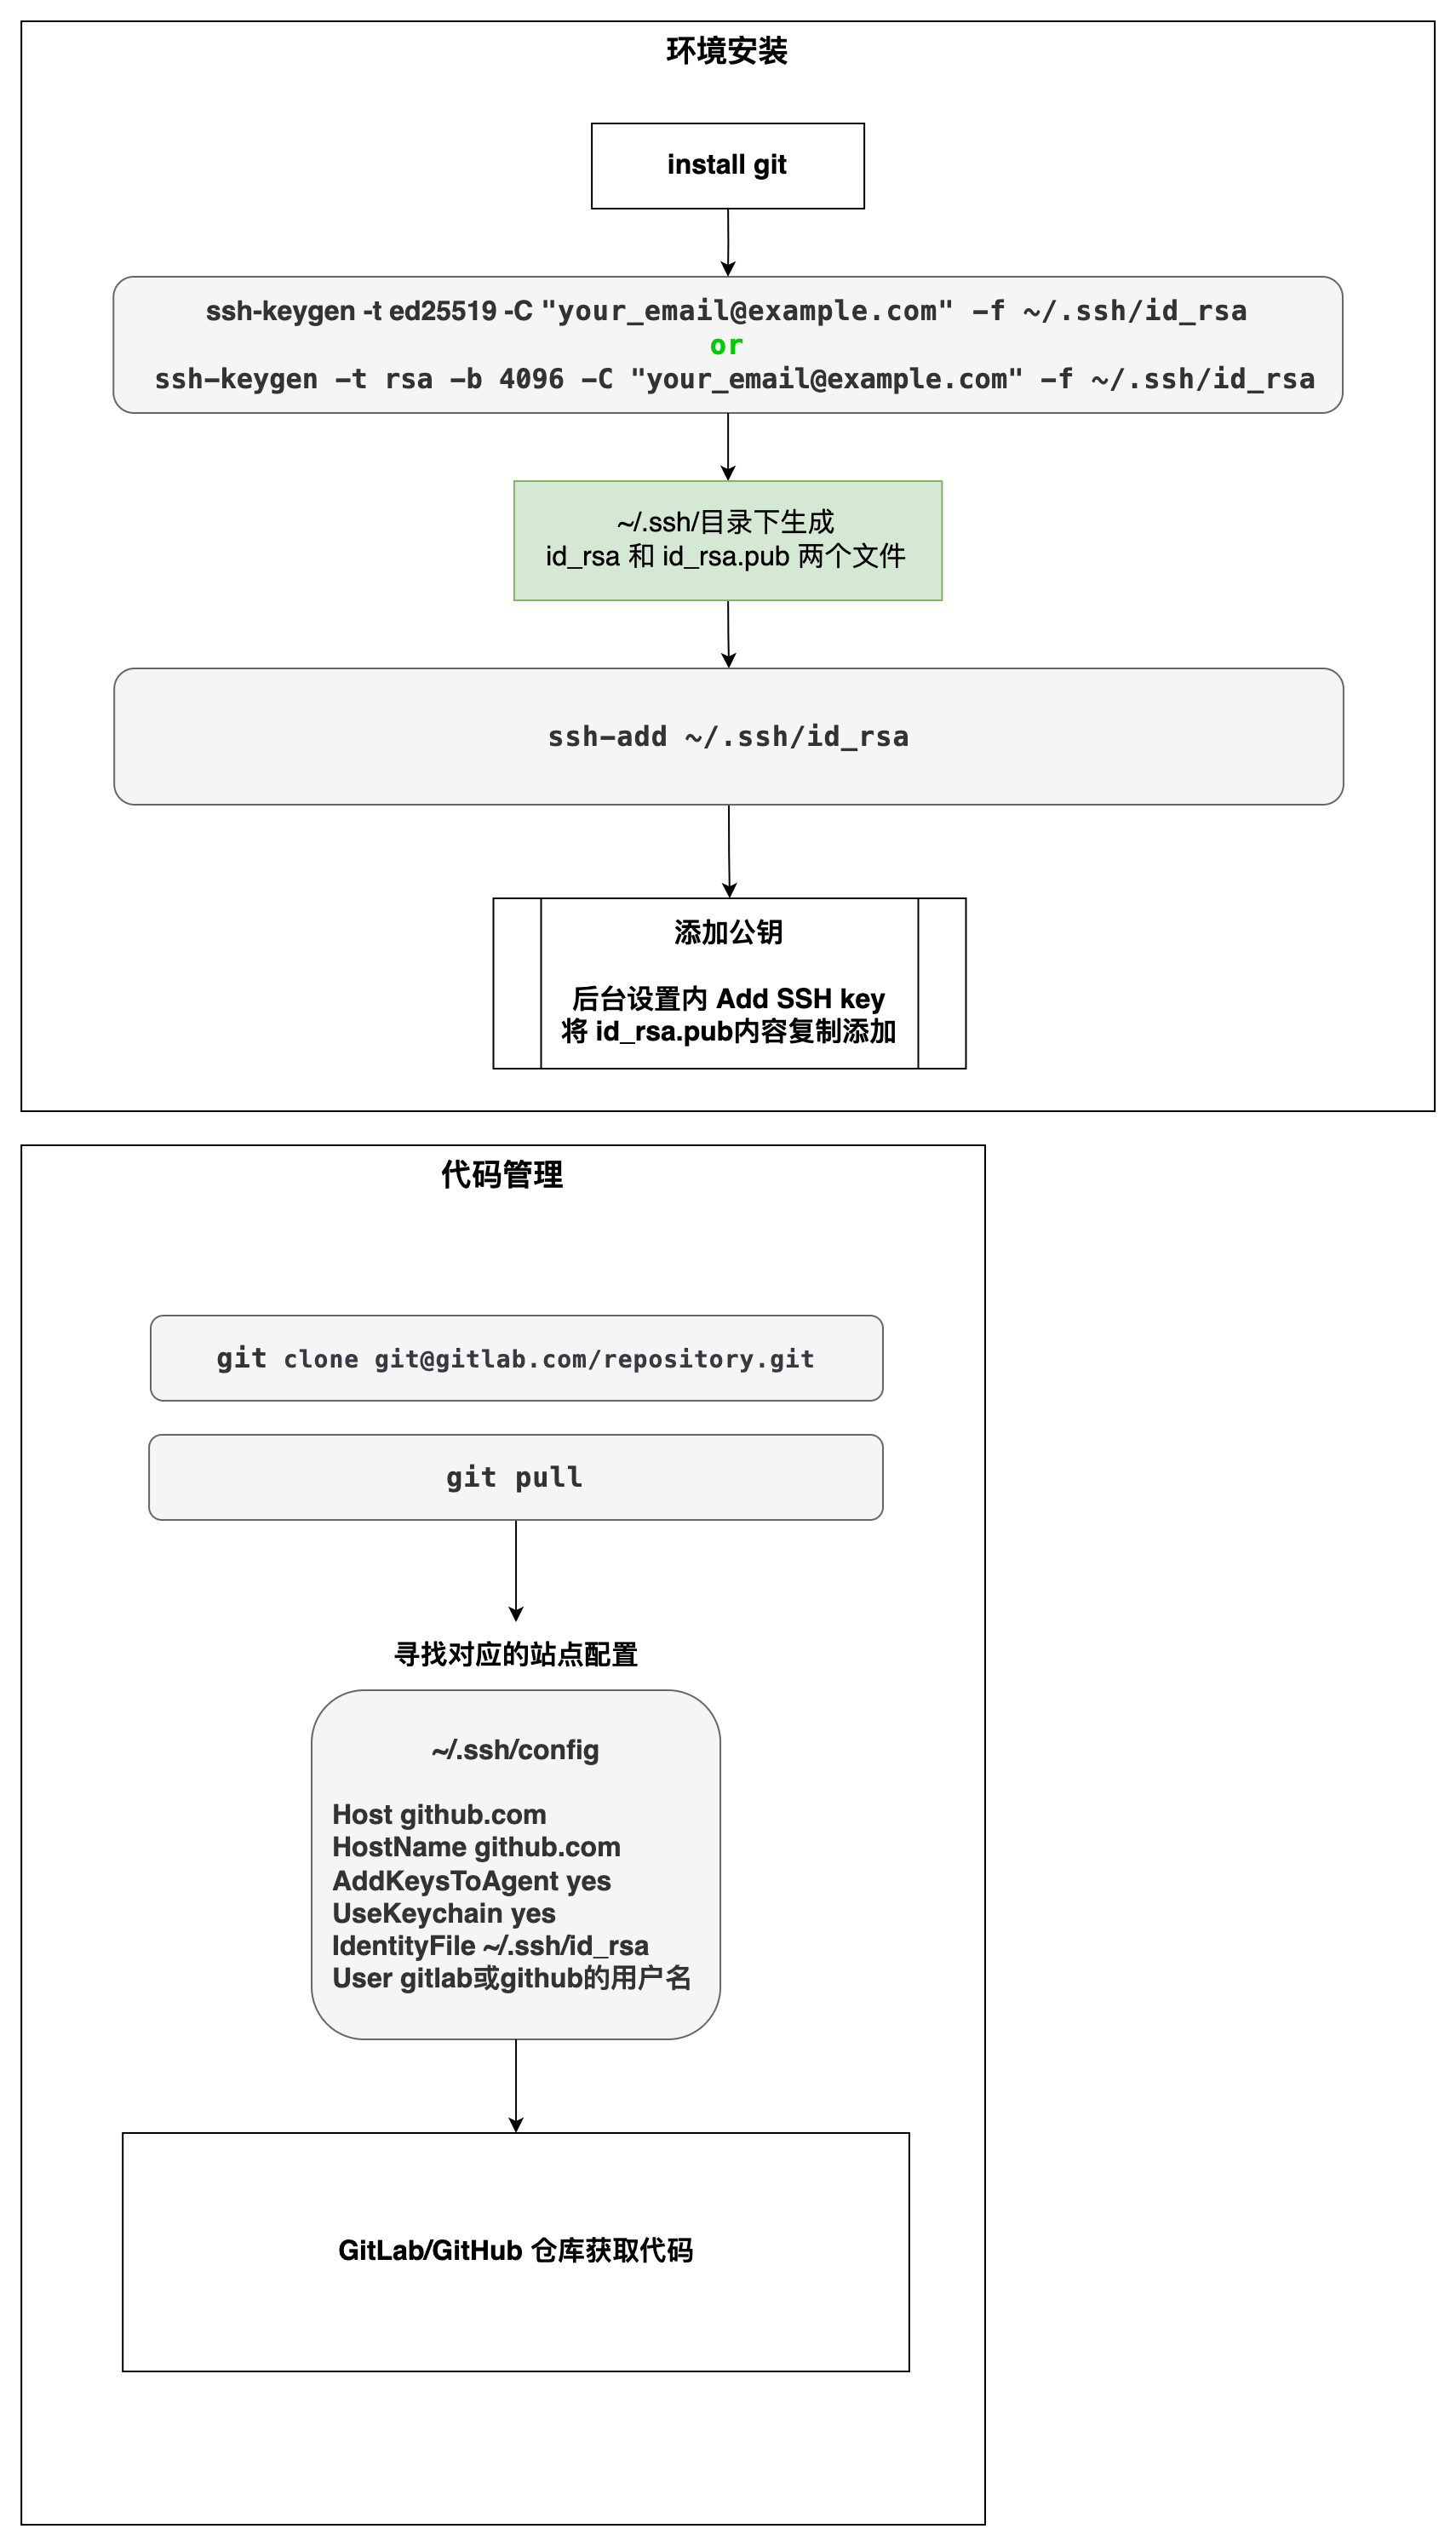 环境安装
install git
ssh-keygen -t ed25519 -C "your_email@example.com" -f ~/.ssh/id_rsa
or
ssh-keygen -t rsa -b 4096 -C "your_email@example.com" -f ~/.ssh/id_rsa
~/.ssh/目录下生成
id_rsa 和 id_rsa.pub 两个文件
ssh-add ~/.ssh/id_rsa
添加公钥
后台设置内 Add SSH key
将 id_rsa.pub内容复制添加
代码管理
git clone git@gitlab.com/repository.git
git pull
寻找对应的站点配置
~/.ssh/config
Host github.com
HostName github.com
AddKeysToAgent yes
UseKeychain yes
IdentityFile ~/.ssh/id_rsa
User gitlab或github的用户名
GitLab/GitHub 仓库获取代码